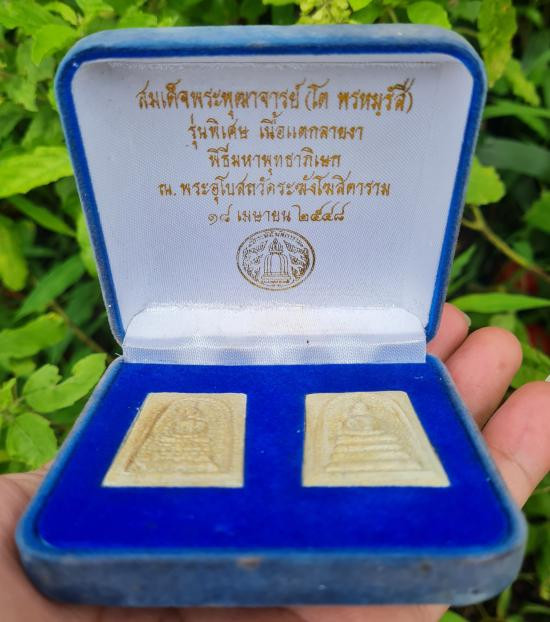 สมเด็จพระพุฒาจารย์ (โต พรหมฺรํสี)
รุ่นพิเศษ เนื้อแตกลายงา
พิธีมหาพุทธาภิเษก
ณ. พระอุโบสถวัดระฆังโฆสิตาราม
๑๘ เมษายน ๒๕๔๘